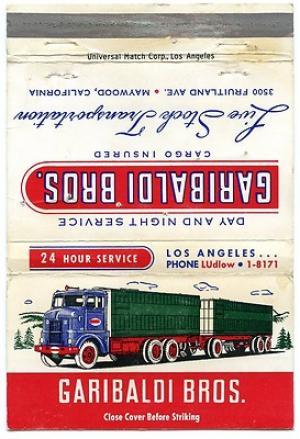 Universal Match Corp., Los Angeles
3500 FRUITLAND AVE. • MAYWOOD, CALIFORNIA
Live Stock Transportation
CARGO INSURED
GARIBALDI BROS.
DAY AND NIGHT SERVICE
24 HOUR SERVICE
LOS ANGELES...
PHONE LUdlow • 1-8171
GARIBALDI BROS.
Close Cover Before Striking